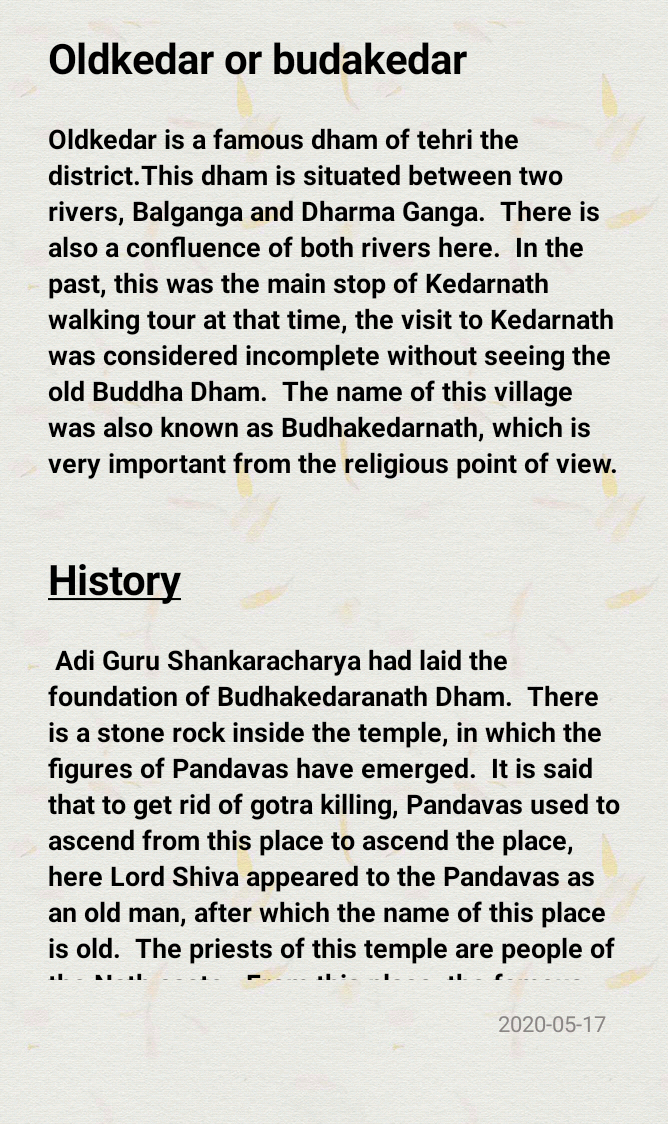 Oldkedar or budakedar
Oldkedar is a famous dham of tehri the
district.This dham is situated between two
rivers, Balganga and Dharma Ganga.  There is
also a confluence of both rivers here.  In the
past, this was the main stop of Kedarnath
walking tour at that time, the visit to Kedarnath
was considered incomplete without seeing the
old Buddha Dham.  The name of this village
was also known as Budhakedarnath, which is
very important from the religious point of view.
History
Adi Guru Shankaracharya had laid the
foundation of Budhakedaranath Dham.  There
is a stone rock inside the temple, in which the
figures of Pandavas have emerged.  It is said
that to get rid of gotra killing, Pandavas used to
ascend from this place to ascend the place,
here Lord Shiva appeared to the Pandavas as
an old man, after which the name of this place
is old.  The priests of this temple are people of
2020-05-17